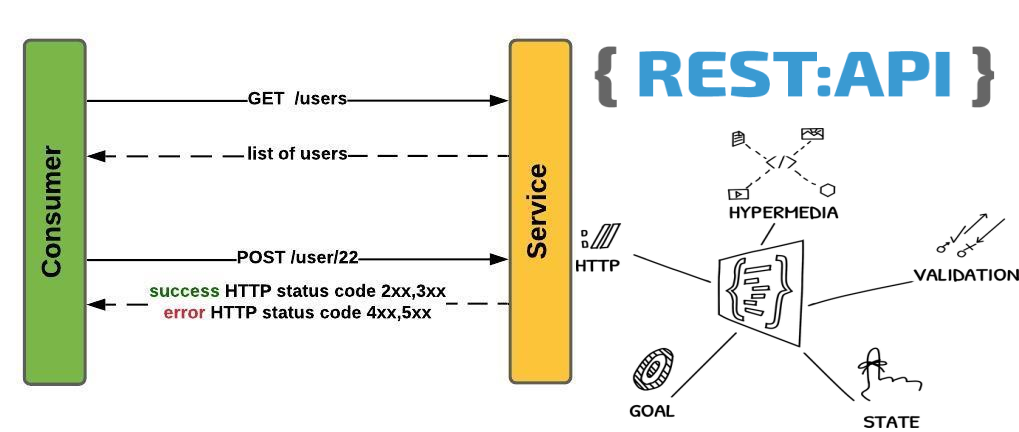 Consumer
GET /users
list of users
POST /user/22
success HTTP status code 2xx,3xx
error HTTP status code 4xx,5xx
Service
{ REST:API }
</>
HYPERMEDIA
://
HTTP
{ }
VALIDATION
GOAL
STATE